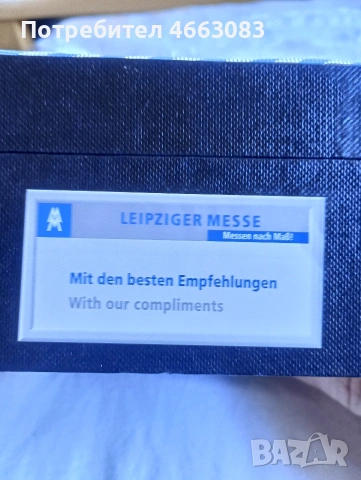 Потребител 4663083
LEIPZIGER MESSE
Messen nach Maß!
Mit den besten Empfehlungen
With our compliments
BAZAR